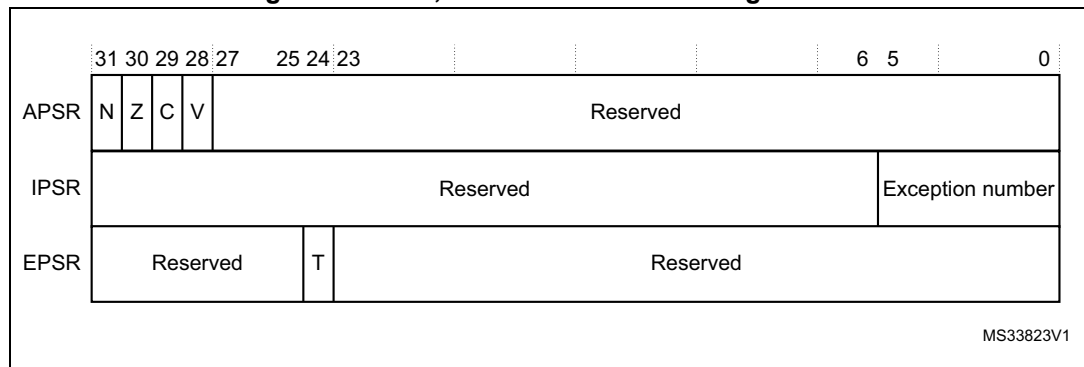 31 30 29 28 27 25 24 23 6 5 0
APSR N Z C V Reserved
IPSR Reserved Exception number
EPSR Reserved T Reserved
MS33823V1